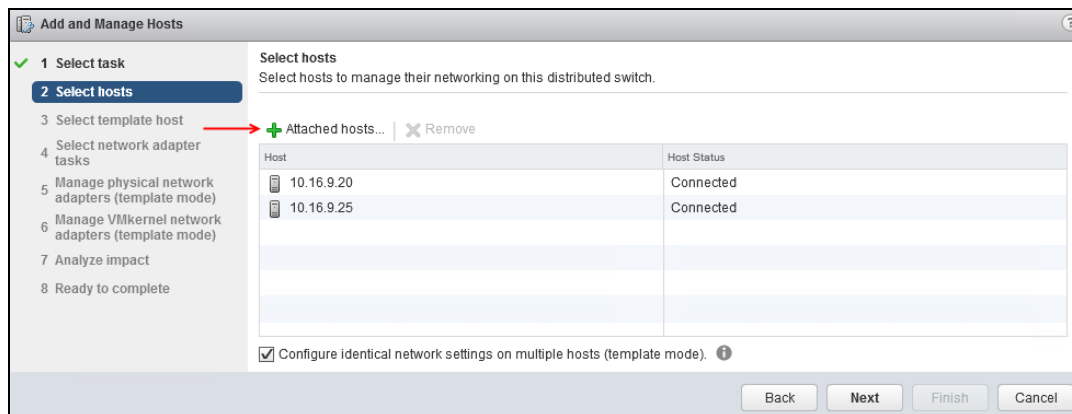 Add and Manage Hosts
?
1 Select task
2 Select hosts
3 Select template host
4 Select network adapter
tasks
5 Manage physical network
adapters (template mode)
6 Manage VMkernel network
adapters (template mode)
7 Analyze impact
8 Ready to complete
Select hosts
Select hosts to manage their networking on this distributed switch.
Attached hosts... Remove
Host Host Status
10.16.9.20 Connected
10.16.9.25 Connected
Configure identical network settings on multiple hosts (template mode).
Back Next Finish Cancel